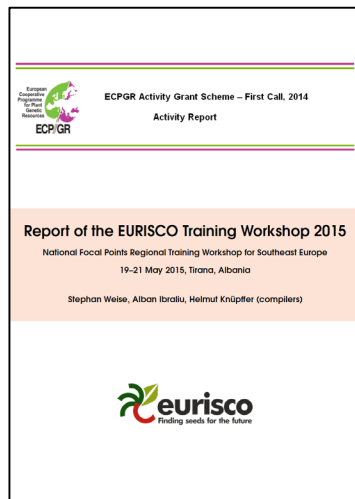 European
Cooperative
Programme
for Plant
Genetic
Resources
ECP/GR
ECPGR Activity Grant Scheme – First Call, 2014
Activity Report
Report of the EURISCO Training Workshop 2015
National Focal Points Regional Training Workshop for Southeast Europe
19–21 May 2015, Tirana, Albania
Stephan Weise, Alban Ibraliu, Helmut Knüpffer (compilers)
eurisco
Finding seeds for the future